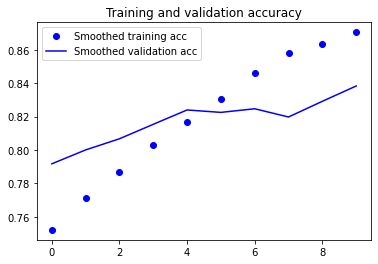 Training and validation accuracy
Smoothed training acc
Smoothed validation acc
0.86
0.84
0.82
0.80
0.78
0.76
0 2 4 6 8